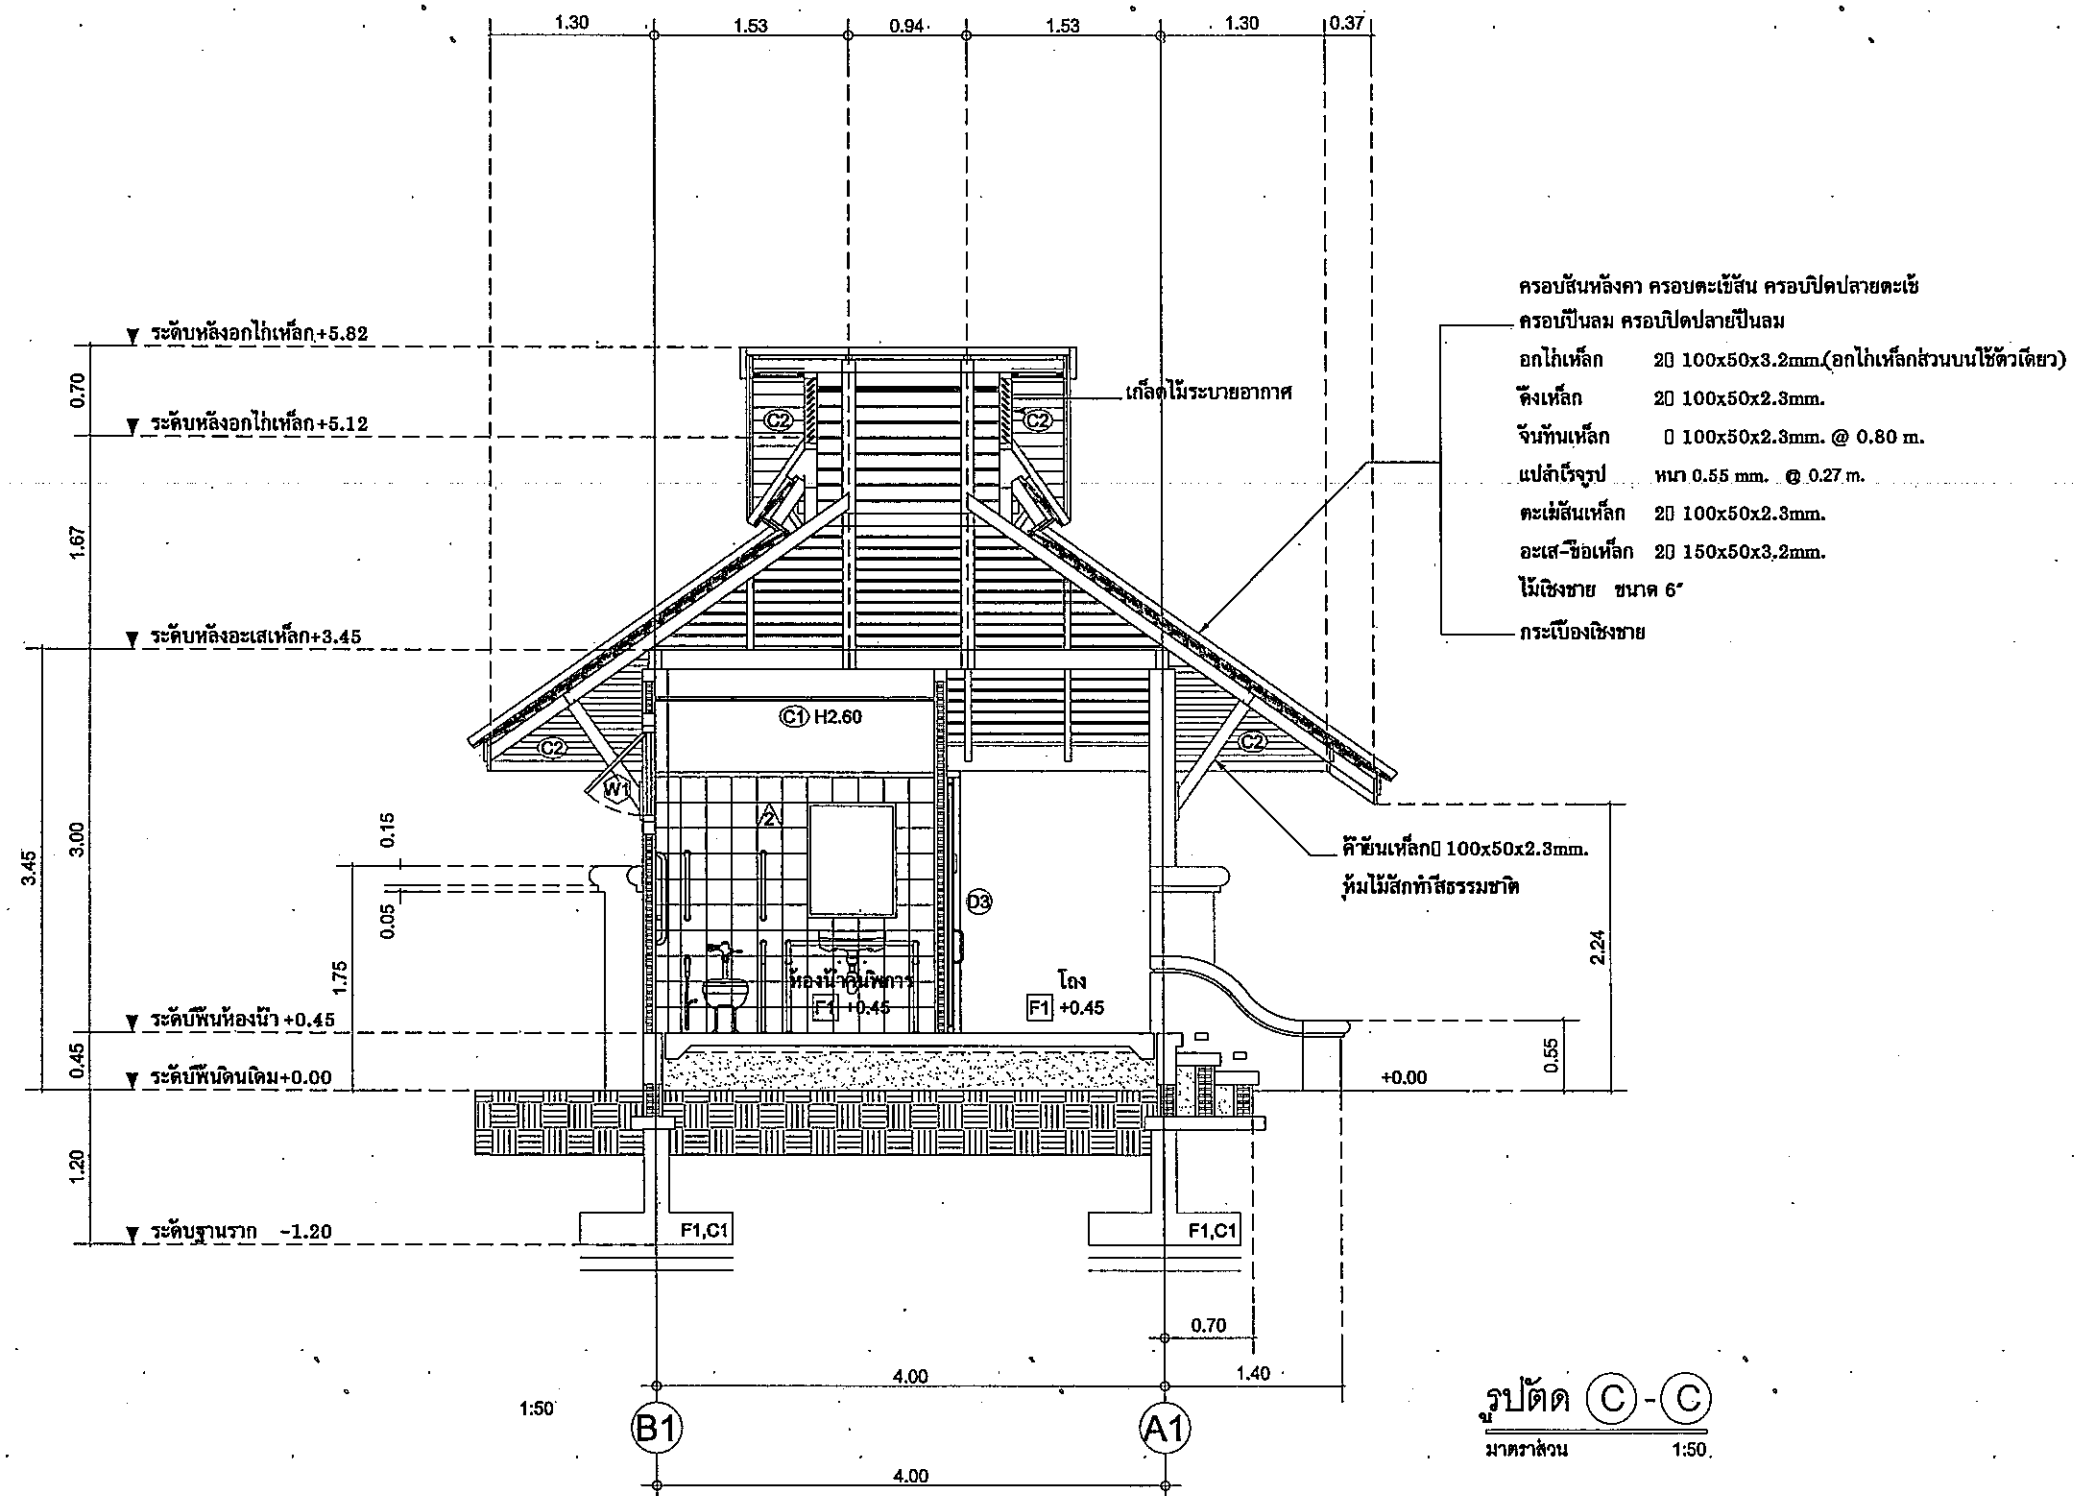 1.30 1.53 0.94 1.53 1.30 0.37
ครอบสันหลังคา ครอบตะเข้สัน ครอบปิดปลายตะเข้
ครอบปั้นลม ครอบปิดปลายปั้นลม
อกไก่เหล็ก 2▯ 100x50x3.2mm.(อกไก่เหล็กส่วนบนใช้ตัวเดียว)
ดั้งเหล็ก 2▯ 100x50x2.3mm.
จันทันเหล็ก ▯ 100x50x2.3mm. @ 0.80 m.
แปสำเร็จรูป หนา 0.55 mm. @ 0.27 m.
ตะเฆ่สันเหล็ก 2▯ 100x50x2.3mm.
อะเส-ขื่อเหล็ก 2▯ 150x50x3.2mm.
ไม้เชิงชาย ขนาด 6"
กระเบื้องเชิงชาย
ระดับหลังอกไก่เหล็ก+5.82
0.70
เกล็ดไม้ระบายอากาศ
C2 C2
ระดับหลังอกไก่เหล็ก+5.12
1.67
ระดับหลังอะเสเหล็ก+3.45
C1 H2.60
C2 C2
W1
2
3.45
3.00
0.15
0.05
1.75
ค้ำยันเหล็ก▯ 100x50x2.3mm.
หุ้มไม้สักทำสีธรรมชาติ
D3
2.24
ห้องน้ำคนพิการ
F1 +0.45
โถง
F1 +0.45
ระดับพื้นห้องน้ำ +0.45
0.45
0.55
ระดับพื้นดินเดิม+0.00
+0.00
1.20
ระดับฐานราก -1.20
F1,C1 F1,C1
0.70
4.00 1.40
1:50
B1 A1
4.00
รูปตัด C - C
มาตราส่วน 1:50